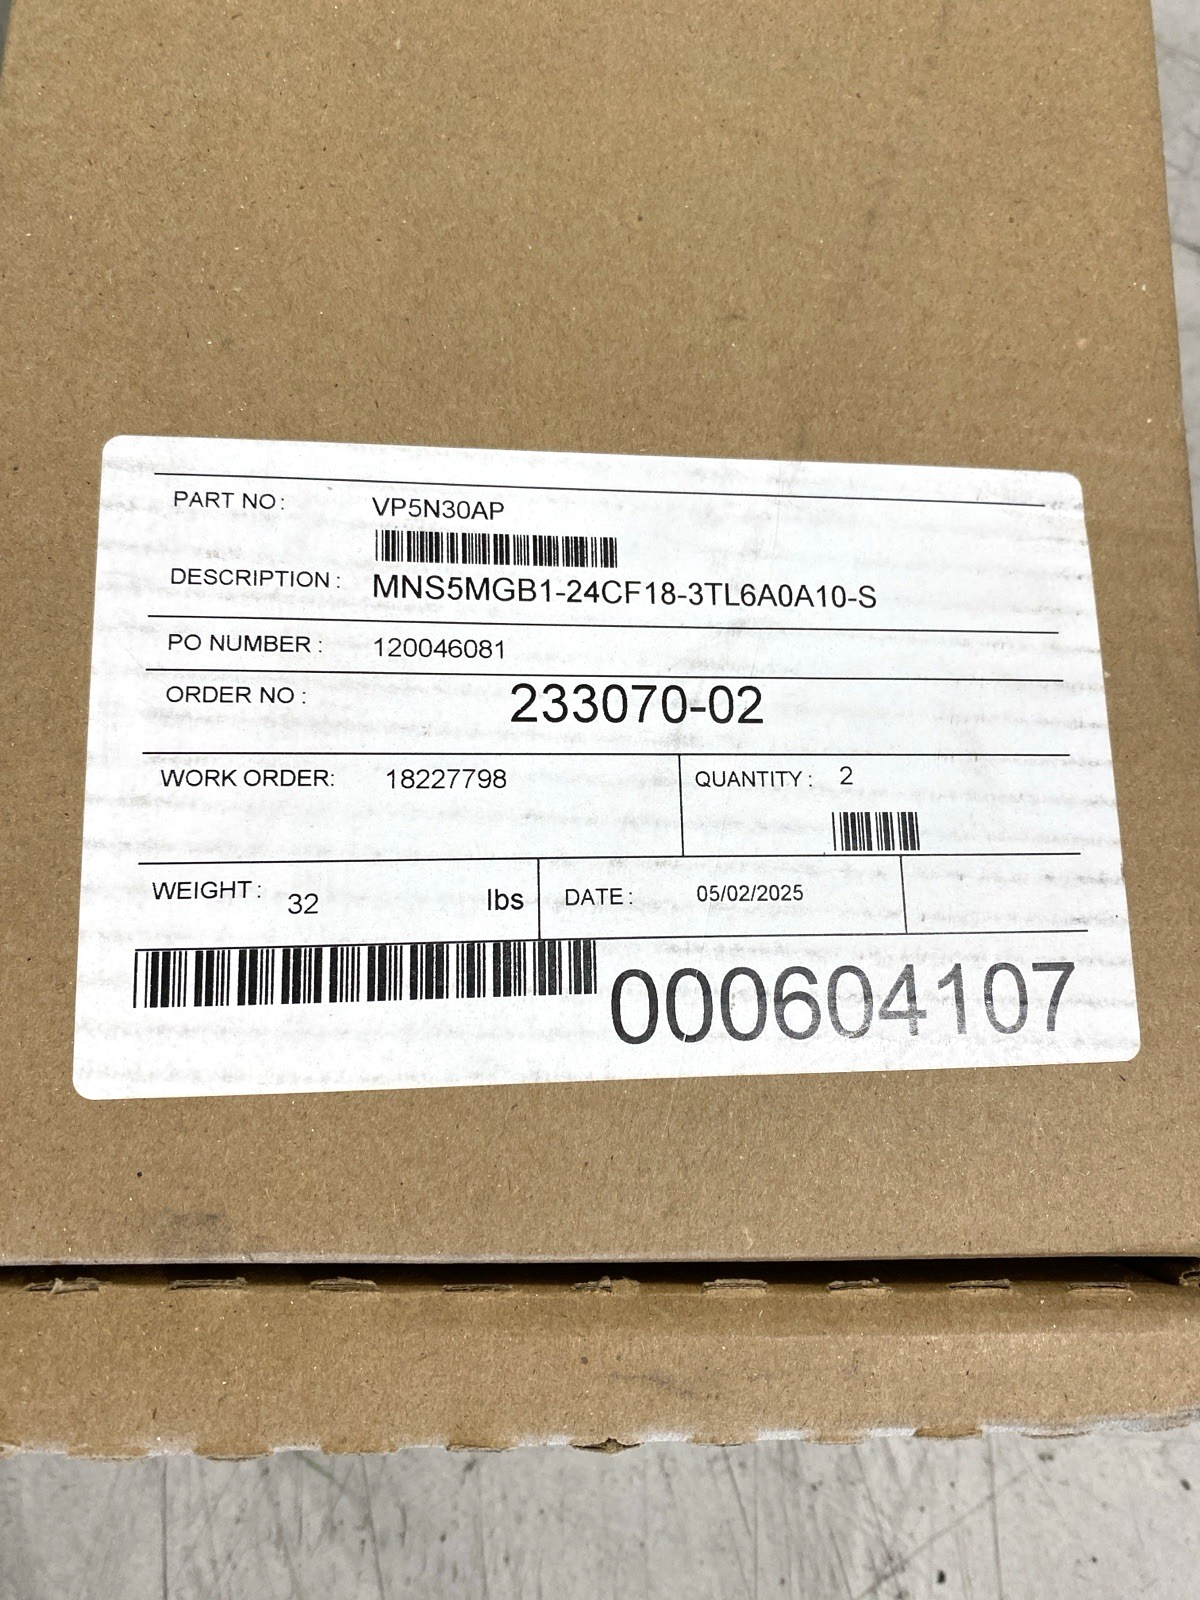 PART NO: VP5N30AP
DESCRIPTION: MNS5MGB1-24CF18-3TL6A0A10-S
PO NUMBER: 120046081
ORDER NO: 233070-02
WORK ORDER: 18227798 QUANTITY: 2
WEIGHT: 32 lbs DATE: 05/02/2025
000604107